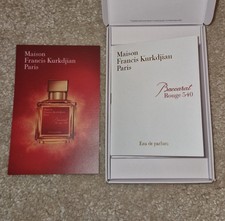 Maison
Francis Kurkdjian
Paris
Maison
Francis Kurkdjian
Paris
Baccarat
Rouge 540
Eau de parfum